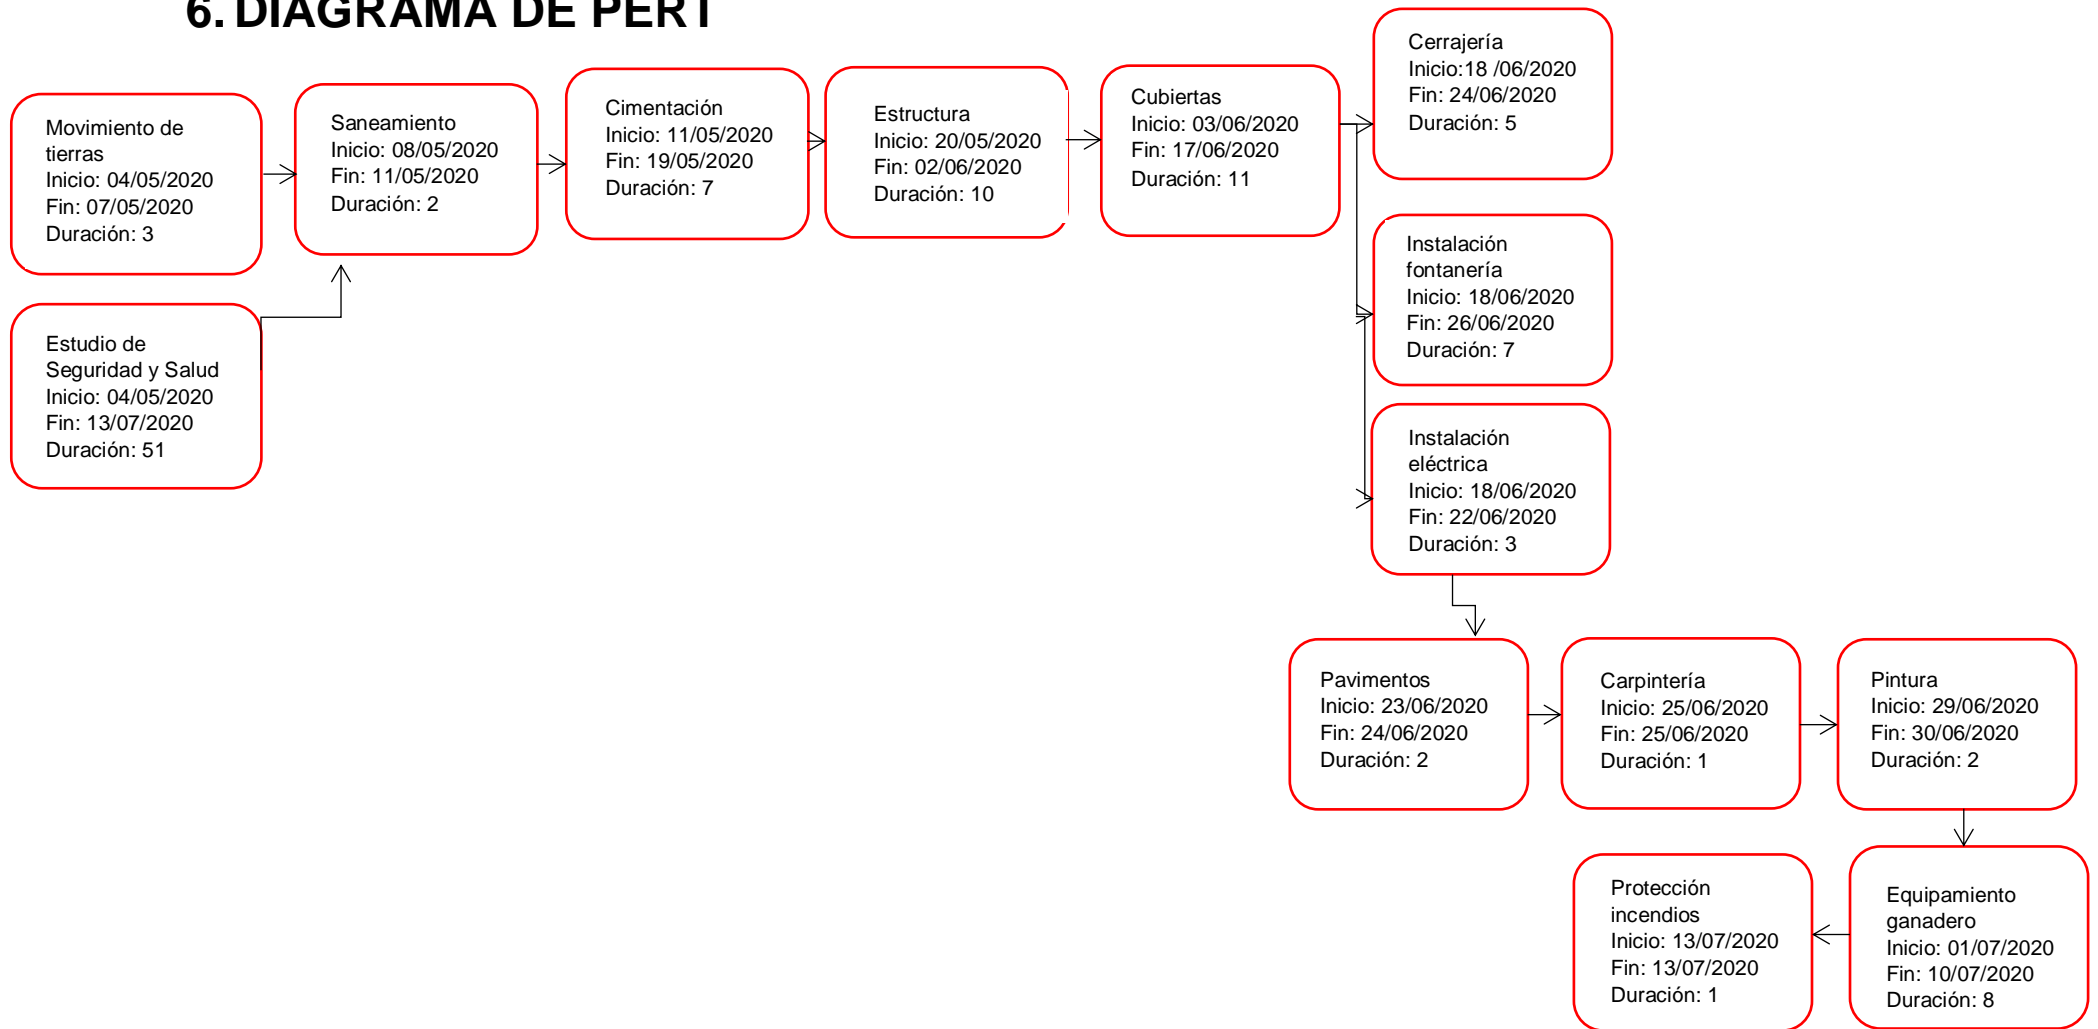 6. DIAGRAMA DE PERT
Movimiento de
tierras
Inicio: 04/05/2020
Fin: 07/05/2020
Duración: 3
Saneamiento
Inicio: 08/05/2020
Fin: 11/05/2020
Duración: 2
Cimentación
Inicio: 11/05/2020
Fin: 19/05/2020
Duración: 7
Estructura
Inicio: 20/05/2020
Fin: 02/06/2020
Duración: 10
Cubiertas
Inicio: 03/06/2020
Fin: 17/06/2020
Duración: 11
Cerrajería
Inicio:18 /06/2020
Fin: 24/06/2020
Duración: 5
Estudio de
Seguridad y Salud
Inicio: 04/05/2020
Fin: 13/07/2020
Duración: 51
Instalación
fontanería
Inicio: 18/06/2020
Fin: 26/06/2020
Duración: 7
Instalación
eléctrica
Inicio: 18/06/2020
Fin: 22/06/2020
Duración: 3
Pavimentos
Inicio: 23/06/2020
Fin: 24/06/2020
Duración: 2
Carpintería
Inicio: 25/06/2020
Fin: 25/06/2020
Duración: 1
Pintura
Inicio: 29/06/2020
Fin: 30/06/2020
Duración: 2
Protección
incendios
Inicio: 13/07/2020
Fin: 13/07/2020
Duración: 1
Equipamiento
ganadero
Inicio: 01/07/2020
Fin: 10/07/2020
Duración: 8